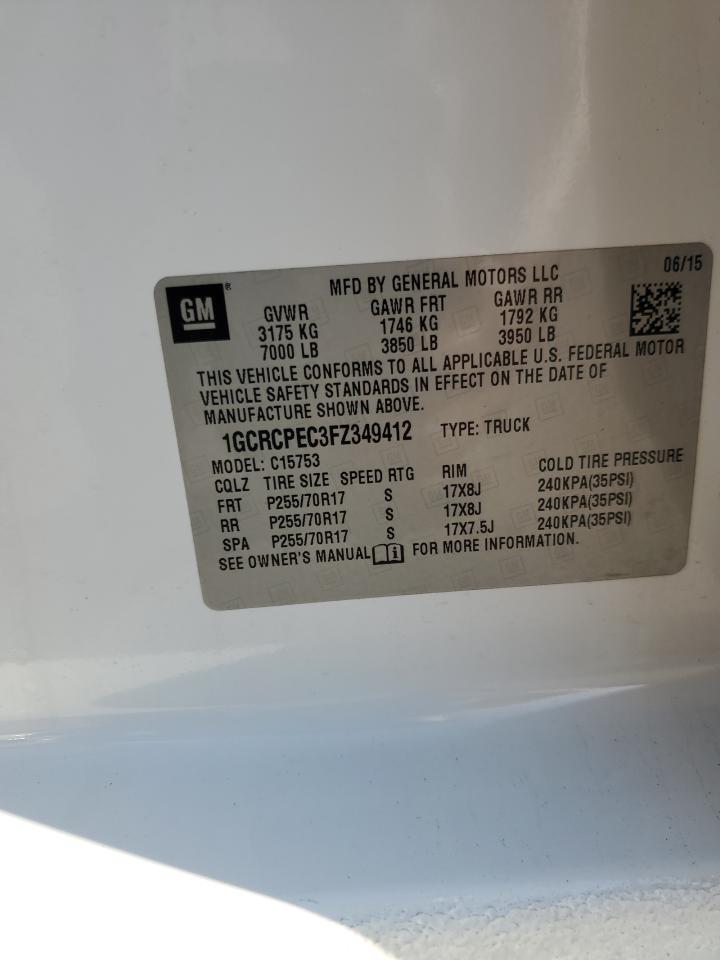 GM®
MFD BY GENERAL MOTORS LLC 06/15
GVWR GAWR FRT GAWR RR
3175 KG 1746 KG 1792 KG
7000 LB 3850 LB 3950 LB
THIS VEHICLE CONFORMS TO ALL APPLICABLE U.S. FEDERAL MOTOR
VEHICLE SAFETY STANDARDS IN EFFECT ON THE DATE OF
MANUFACTURE SHOWN ABOVE.
1GCRCPEC3FZ349412 TYPE: TRUCK
MODEL: C15753
CQLZ TIRE SIZE SPEED RTG RIM COLD TIRE PRESSURE
FRT P255/70R17 S 17X8J 240KPA(35PSI)
RR P255/70R17 S 17X8J 240KPA(35PSI)
SPA P255/70R17 S 17X7.5J 240KPA(35PSI)
SEE OWNER'S MANUAL FOR MORE INFORMATION.